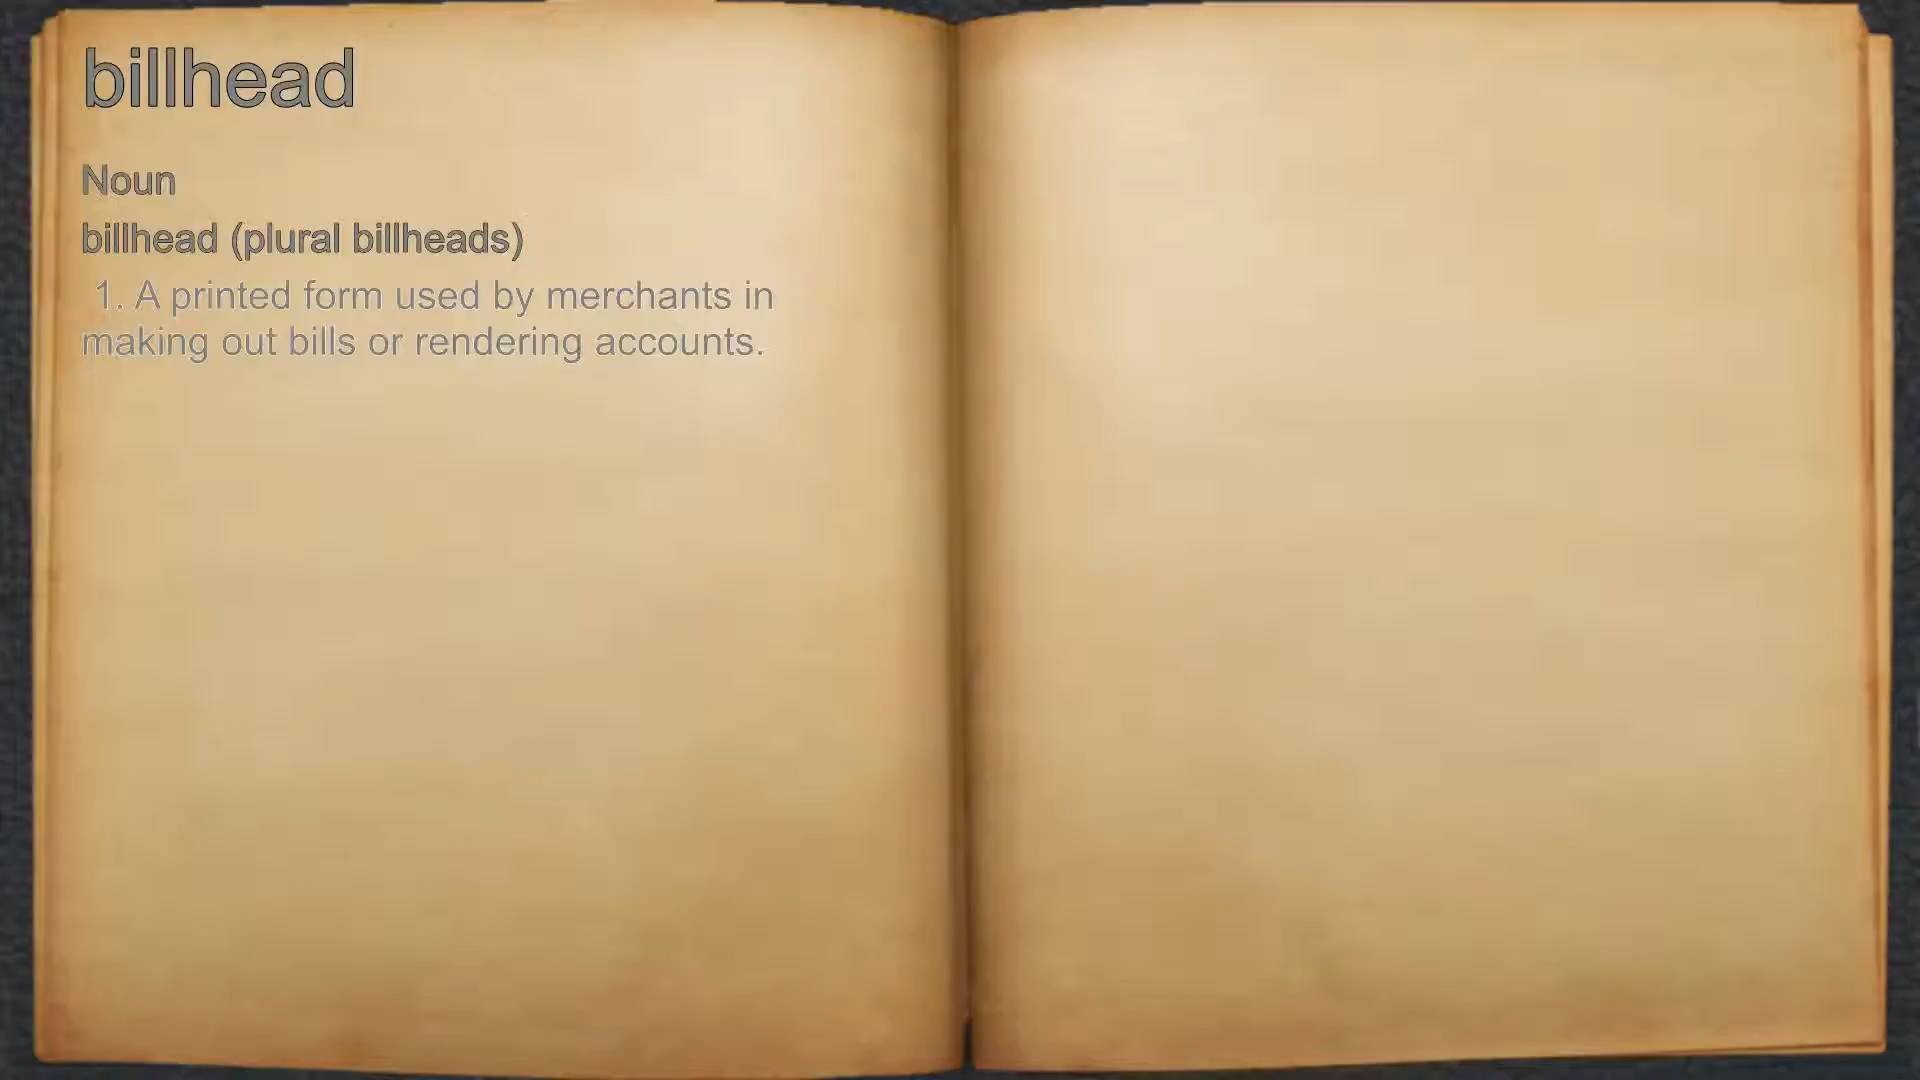 billhead
Noun
billhead (plural billheads)
1. A printed form used by merchants in
making out bills or rendering accounts.